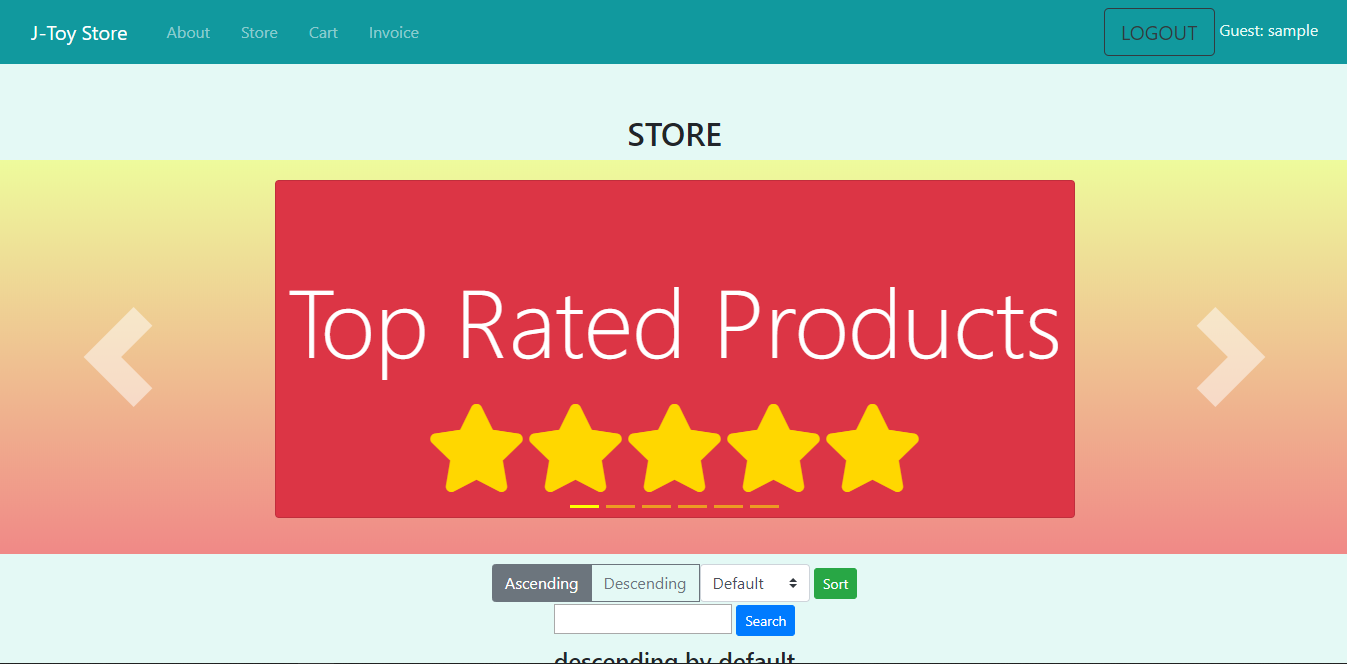 J-Toy Store About Store Cart Invoice LOGOUT Guest: sample
STORE
Top Rated Products
Ascending Descending Default Sort
Search
descending by default